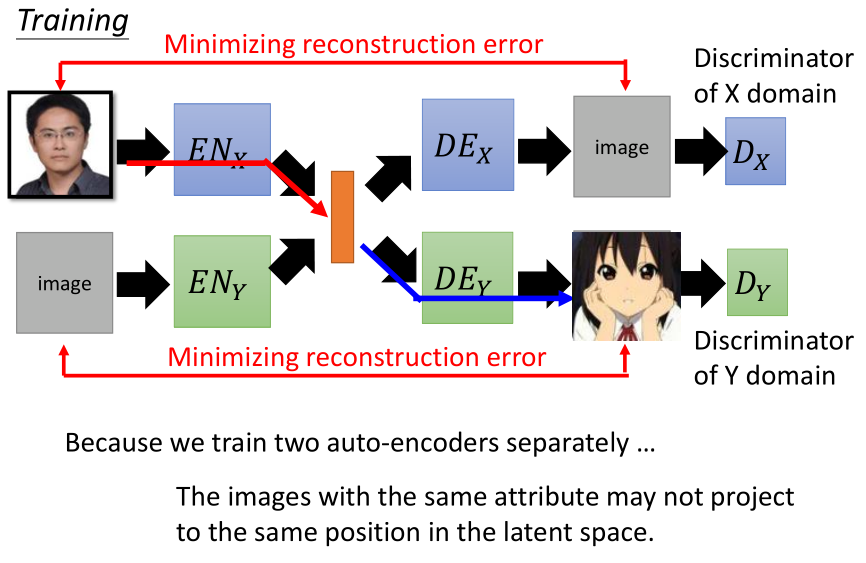 Training
Minimizing reconstruction error
Discriminator
of X domain
EN_X
DE_X
image
D_X
image
EN_Y
DE_Y
D_Y
Minimizing reconstruction error
Discriminator
of Y domain
Because we train two auto-encoders separately …
The images with the same attribute may not project
to the same position in the latent space.